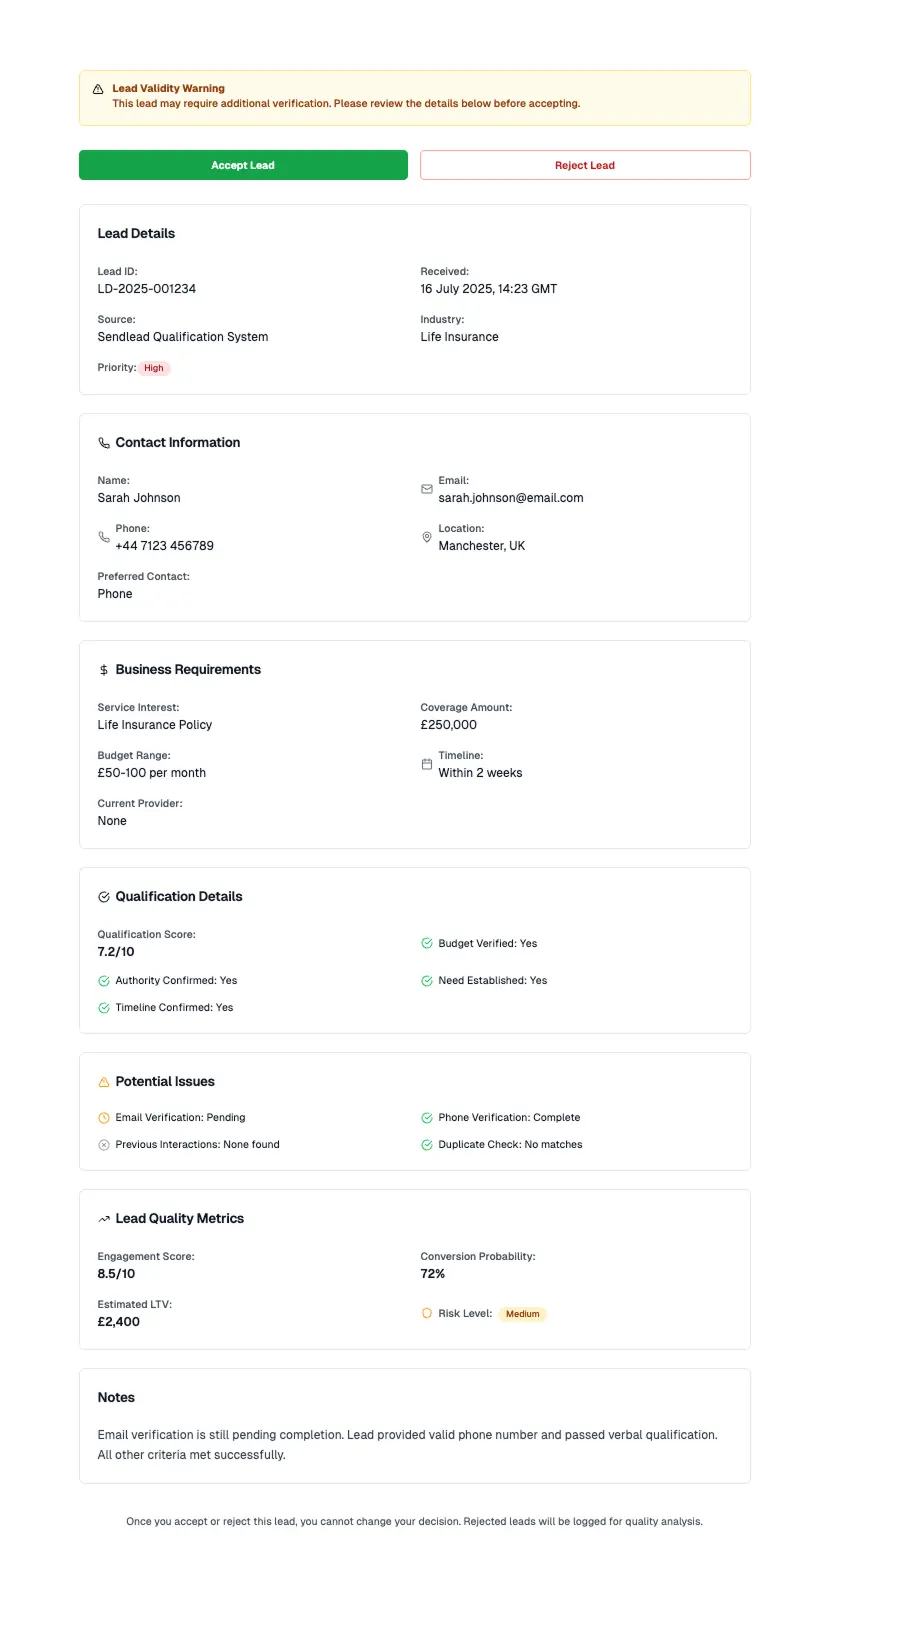 Lead Validity Warning
This lead may require additional verification. Please review the details below before accepting.
Accept Lead
Reject Lead
Lead Details
Lead ID:
LD-2025-001234
Received:
16 July 2025, 14:23 GMT
Source:
Sendlead Qualification System
Industry:
Life Insurance
Priority: High
Contact Information
Name:
Sarah Johnson
Email:
sarah.johnson@email.com
Phone:
+44 7123 456789
Location:
Manchester, UK
Preferred Contact:
Phone
Business Requirements
Service Interest:
Life Insurance Policy
Coverage Amount:
£250,000
Budget Range:
£50-100 per month
Timeline:
Within 2 weeks
Current Provider:
None
Qualification Details
Qualification Score:
7.2/10
Budget Verified: Yes
Authority Confirmed: Yes
Need Established: Yes
Timeline Confirmed: Yes
Potential Issues
Email Verification: Pending
Phone Verification: Complete
Previous Interactions: None found
Duplicate Check: No matches
Lead Quality Metrics
Engagement Score:
8.5/10
Conversion Probability:
72%
Estimated LTV:
£2,400
Risk Level: Medium
Notes
Email verification is still pending completion. Lead provided valid phone number and passed verbal qualification.
All other criteria met successfully.
Once you accept or reject this lead, you cannot change your decision. Rejected leads will be logged for quality analysis.